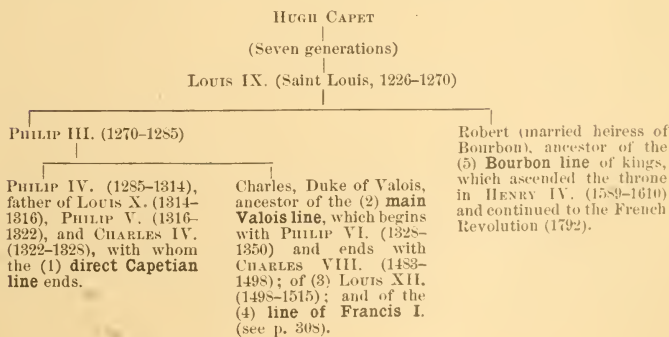 HUGH CAPET
(Seven generations)
LOUIS IX. (Saint Louis, 1226–1270)
PHILIP III. (1270–1285)
PHILIP IV. (1285–1314),
father of LOUIS X. (1314–
1316), PHILIP V. (1316–
1322), and CHARLES IV.
(1322–1328), with whom
the (1) direct Capetian
line ends.
Charles, Duke of Valois,
ancestor of the (2) main
Valois line, which begins
with PHILIP VI. (1328–
1350) and ends with
CHARLES VIII. (1483–
1498); of (3) LOUIS XII.
(1498–1515); and of the
(4) line of Francis I.
(see p. 308).
Robert (married heiress of
Bourbon), ancestor of the
(5) Bourbon line of kings,
which ascended the throne
in HENRY IV. (1589–1610)
and continued to the French
Revolution (1792).